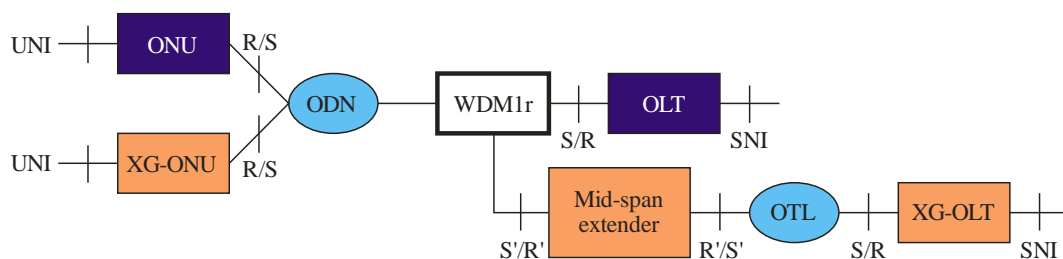 UNI
ONU
R/S
ODN
WDM1r
S/R
OLT
SNI
UNI
XG-ONU
R/S
S'/R'
Mid-span
extender
R'/S'
OTL
S/R
XG-OLT
SNI